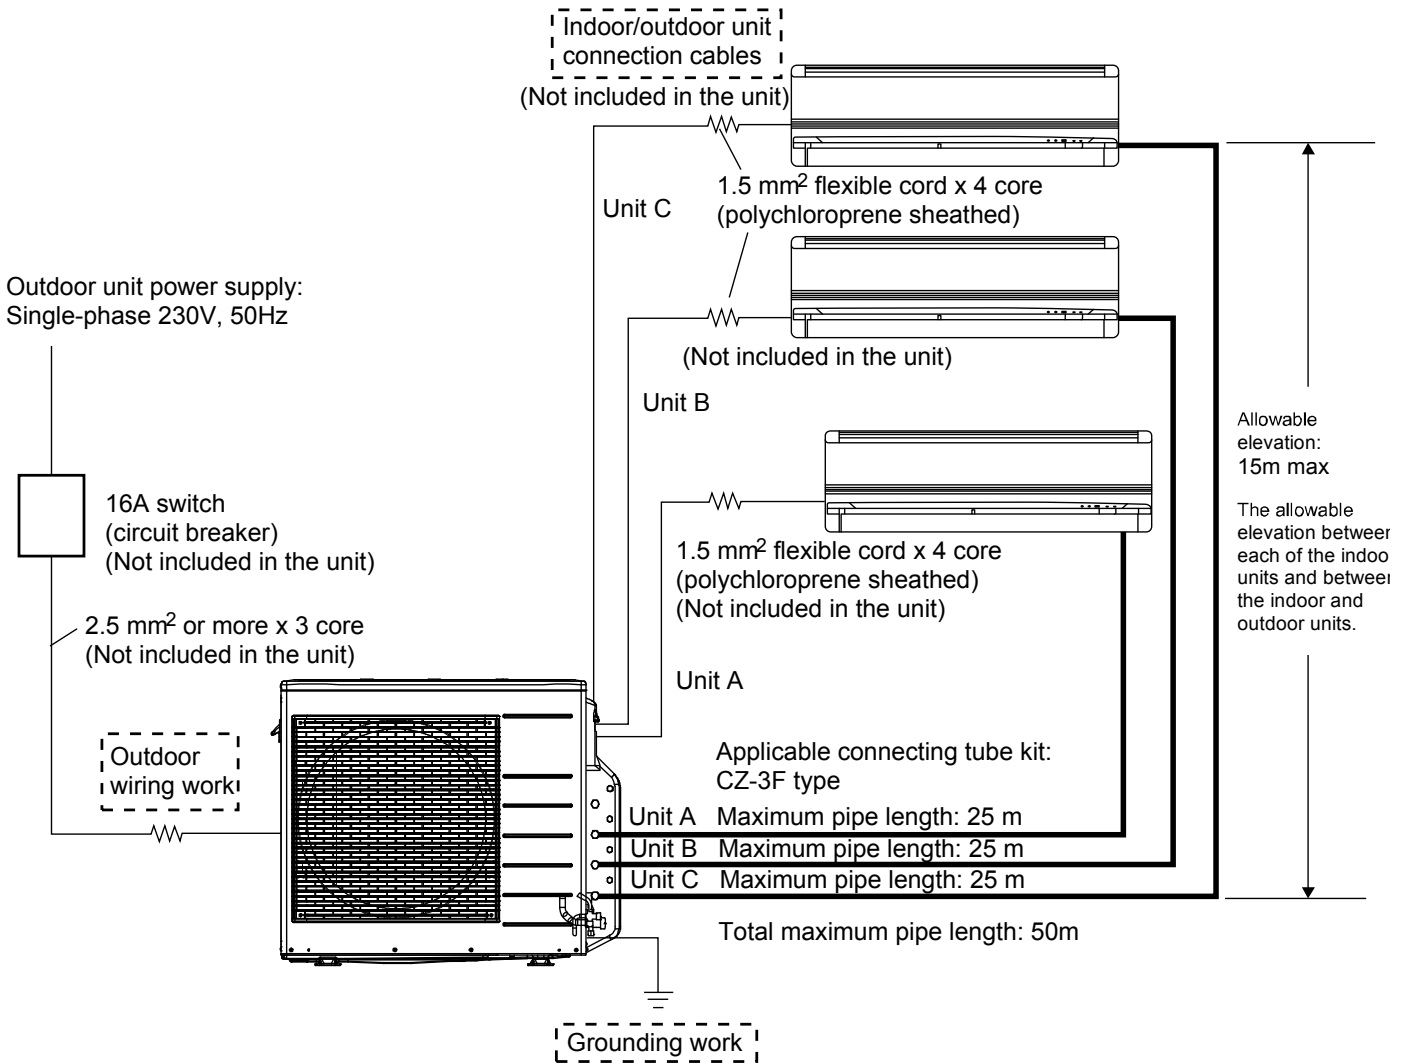 Indoor/outdoor unit
connection cables
(Not included in the unit)
1.5 mm² flexible cord x 4 core
(polychloroprene sheathed)
Unit C
Outdoor unit power supply:
Single-phase 230V, 50Hz
(Not included in the unit)
Unit B
Allowable
elevation:
15m max
The allowable
elevation between
each of the indoo
units and between
the indoor and
outdoor units.
16A switch
(circuit breaker)
(Not included in the unit)
1.5 mm² flexible cord x 4 core
(polychloroprene sheathed)
(Not included in the unit)
2.5 mm² or more x 3 core
(Not included in the unit)
Unit A
Outdoor
wiring work
Applicable connecting tube kit:
CZ-3F type
Unit A Maximum pipe length: 25 m
Unit B Maximum pipe length: 25 m
Unit C Maximum pipe length: 25 m
Total maximum pipe length: 50m
Grounding work